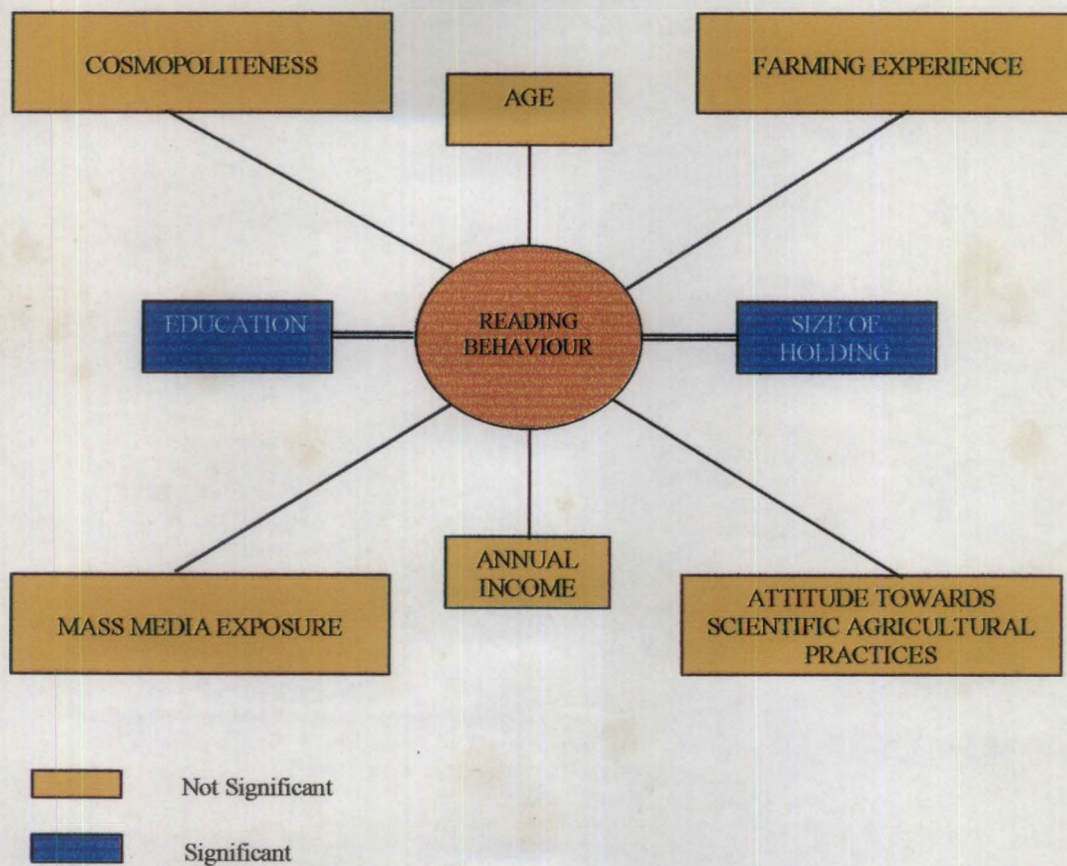 COSMOPOLITENESS
AGE
FARMING EXPERIENCE
EDUCATION
READING
BEHAVIOUR
SIZE OF
HOLDING
MASS MEDIA EXPOSURE
ANNUAL
INCOME
ATTITUDE TOWARDS
SCIENTIFIC AGRICULTURAL
PRACTICES
Not Significant
Significant